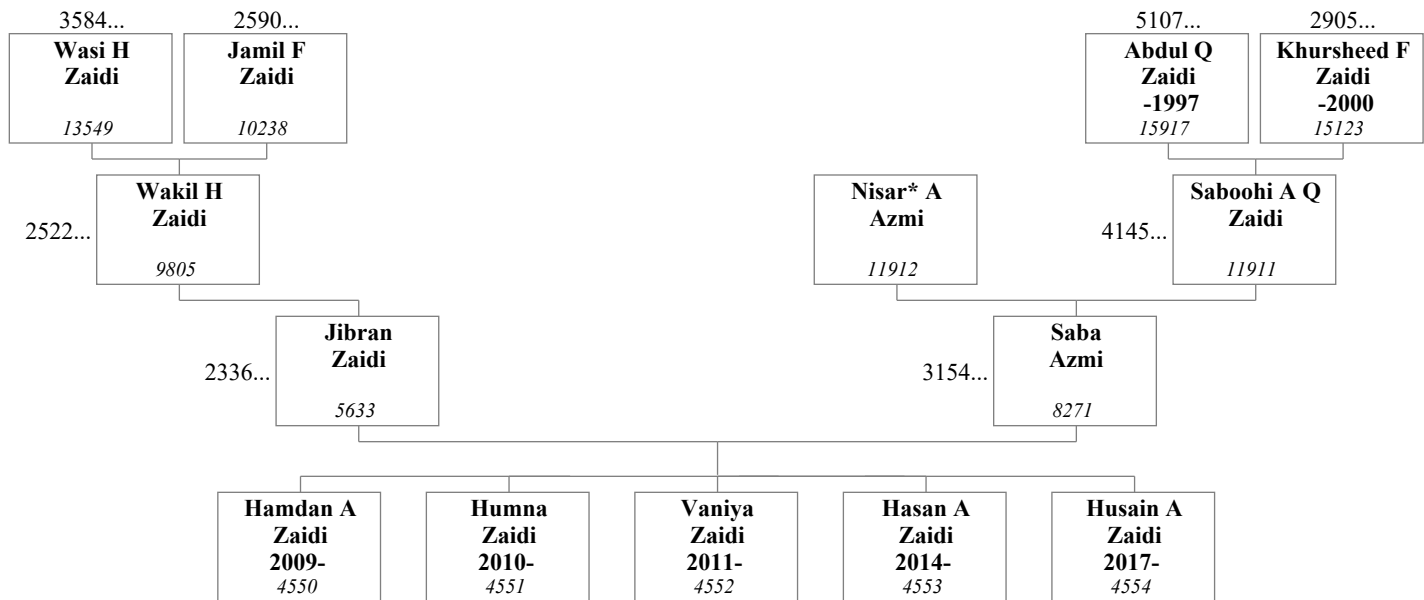 3584...
2590...
5107...
2905...
Wasi H
Zaidi
13549
Jamil F
Zaidi
10238
Abdul Q
Zaidi
-1997
15917
Khursheed F
Zaidi
-2000
15123
2522...
Wakil H
Zaidi
9805
Nisar* A
Azmi
11912
4145...
Saboohi A Q
Zaidi
11911
2336...
Jibran
Zaidi
5633
3154...
Saba
Azmi
8271
Hamdan A
Zaidi
2009-
4550
Humna
Zaidi
2010-
4551
Vaniya
Zaidi
2011-
4552
Hasan A
Zaidi
2014-
4553
Husain A
Zaidi
2017-
4554